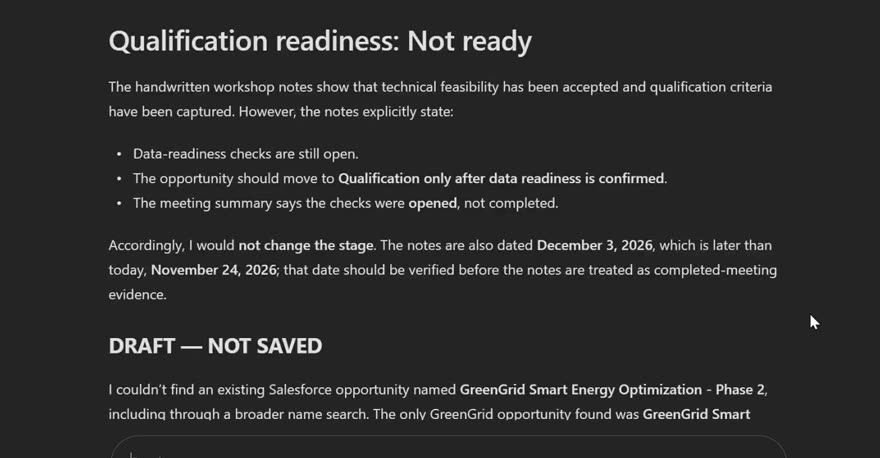 Qualification readiness: Not ready
The handwritten workshop notes show that technical feasibility has been accepted and qualification criteria
have been captured. However, the notes explicitly state:
• Data-readiness checks are still open.
• The opportunity should move to Qualification only after data readiness is confirmed.
• The meeting summary says the checks were opened, not completed.
Accordingly, I would not change the stage. The notes are also dated December 3, 2026, which is later than
today, November 24, 2026; that date should be verified before the notes are treated as completed-meeting
evidence.
DRAFT — NOT SAVED
I couldn't find an existing Salesforce opportunity named GreenGrid Smart Energy Optimization - Phase 2,
including through a broader name search. The only GreenGrid opportunity found was GreenGrid Smart